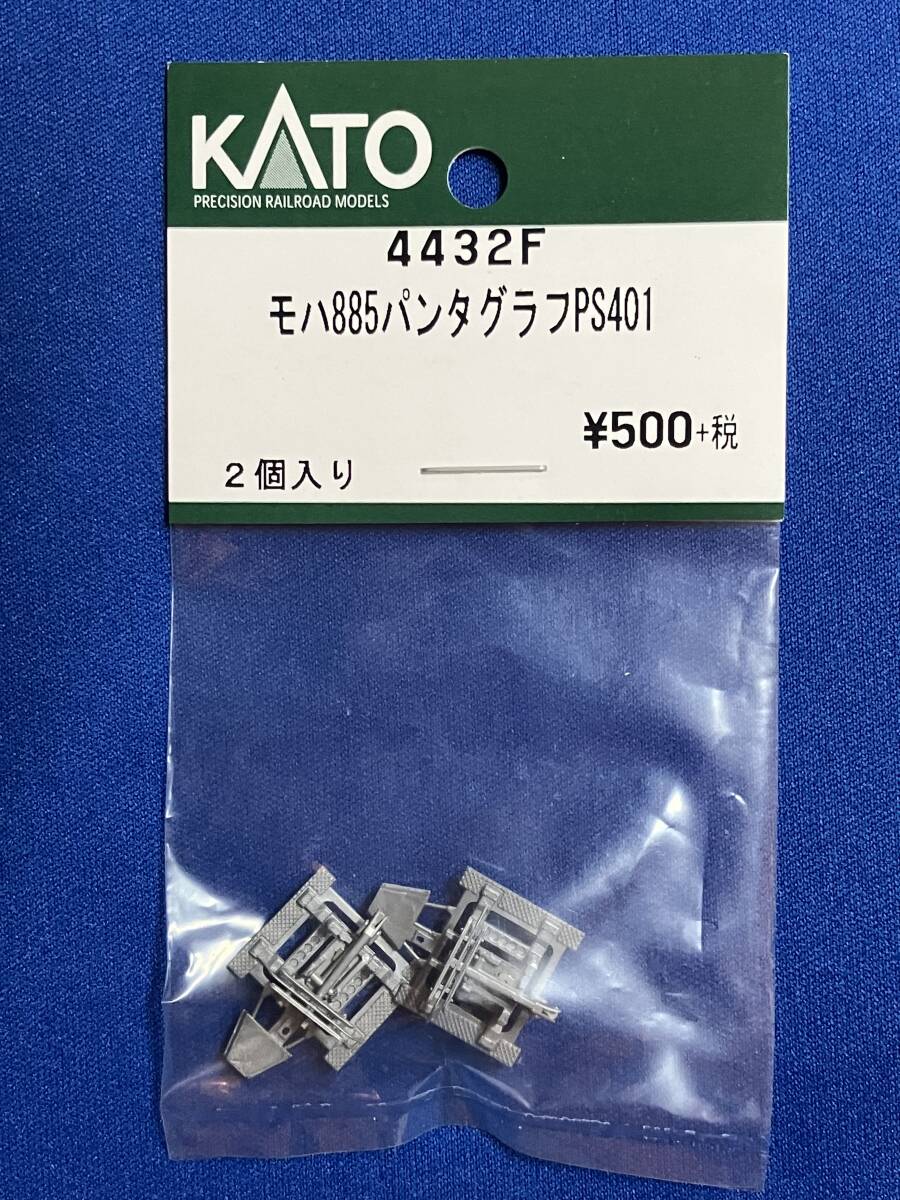 KATO
PRECISION RAILROAD MODELS
4432F
モハ885パンタグラフPS401
¥500+税
2個入り